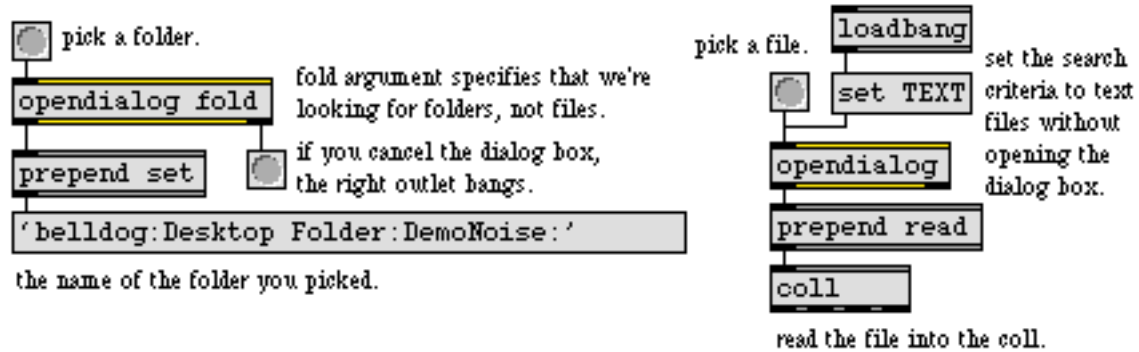 pick a folder.
opendialog fold
fold argument specifies that we're
looking for folders, not files.
prepend set
if you cancel the dialog box,
the right outlet bangs.
‘belldog:Desktop Folder:DemoNoise:’
the name of the folder you picked.
loadbang
pick a file.
set TEXT
set the search
criteria to text
files without
opening the
dialog box.
opendialog
prepend read
coll
read the file into the coll.